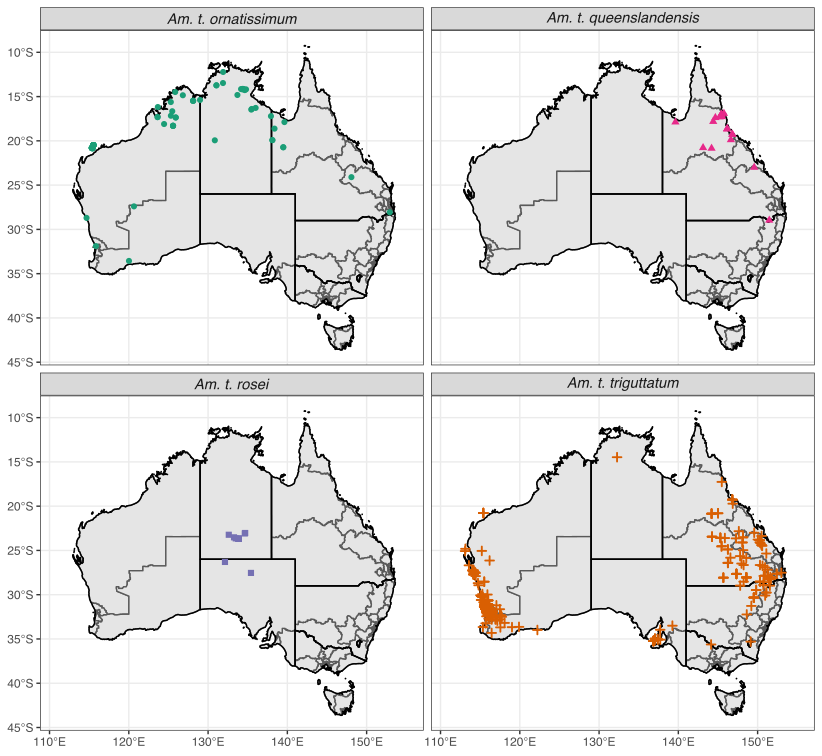 Am. t. ornatissimum
Am. t. queenslandensis
10°S
15°S
20°S
25°S
30°S
35°S
40°S
45°S
Am. t. rosei
Am. t. triguttatum
10°S
15°S
20°S
25°S
30°S
35°S
40°S
45°S
110°E 120°E 130°E 140°E 150°E 110°E 120°E 130°E 140°E 150°E